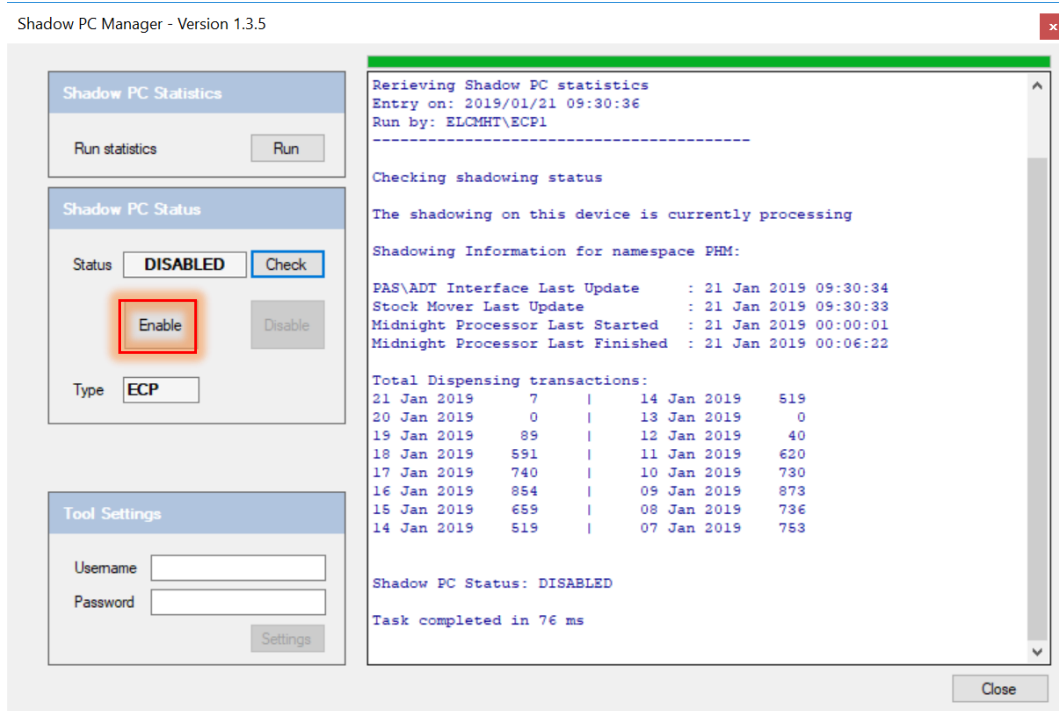 Shadow PC Manager - Version 1.3.5
x
Shadow PC Statistics
Run statistics Run
Shadow PC Status
Status DISABLED Check
Enable Disable
Type ECP
Tool Settings
Username
Password
Settings
Rerieving Shadow PC statistics
Entry on: 2019/01/21 09:30:36
Run by: ELCMHT\ECP1
-----------------------------------------
Checking shadowing status
The shadowing on this device is currently processing
Shadowing Information for namespace PHM:
PAS\ADT Interface Last Update : 21 Jan 2019 09:30:34
Stock Mover Last Update : 21 Jan 2019 09:30:33
Midnight Processor Last Started : 21 Jan 2019 00:00:01
Midnight Processor Last Finished : 21 Jan 2019 00:06:22
Total Dispensing transactions:
21 Jan 2019 7 | 14 Jan 2019 519
20 Jan 2019 0 | 13 Jan 2019 0
19 Jan 2019 89 | 12 Jan 2019 40
18 Jan 2019 591 | 11 Jan 2019 620
17 Jan 2019 740 | 10 Jan 2019 730
16 Jan 2019 854 | 09 Jan 2019 873
15 Jan 2019 659 | 08 Jan 2019 736
14 Jan 2019 519 | 07 Jan 2019 753
Shadow PC Status: DISABLED
Task completed in 76 ms
Close